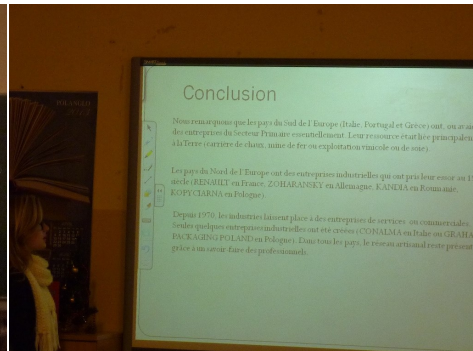 Conclusion
Nous remarquons que les pays du Sud de l'Europe (Italie, Portugal et Grèce) ont, ou avaient
des entreprises du Secteur Primaire essentiellement. Leur ressource était liée principalement
à la Terre (carrière de chaux, mine de fer ou exploitation vinicole ou de soie).
Les pays du Nord de l'Europe ont des entreprises industrielles qui ont pris leur essor au
siècle (RENAULT en France, ZOHARANSKY en Allemagne, KANDIA en Roumanie,
KOPYCIARNA en Pologne).
Depuis 1970, les industries laissent place à des entreprises de services ou commerciales.
Seules quelques entreprises industrielles ont été créées (CONALMA en Italie ou GRAHAM
PACKAGING POLAND en Pologne). Dans tous les pays, le réseau artisanal reste présent
grâce à un savoir-faire des professionnels.